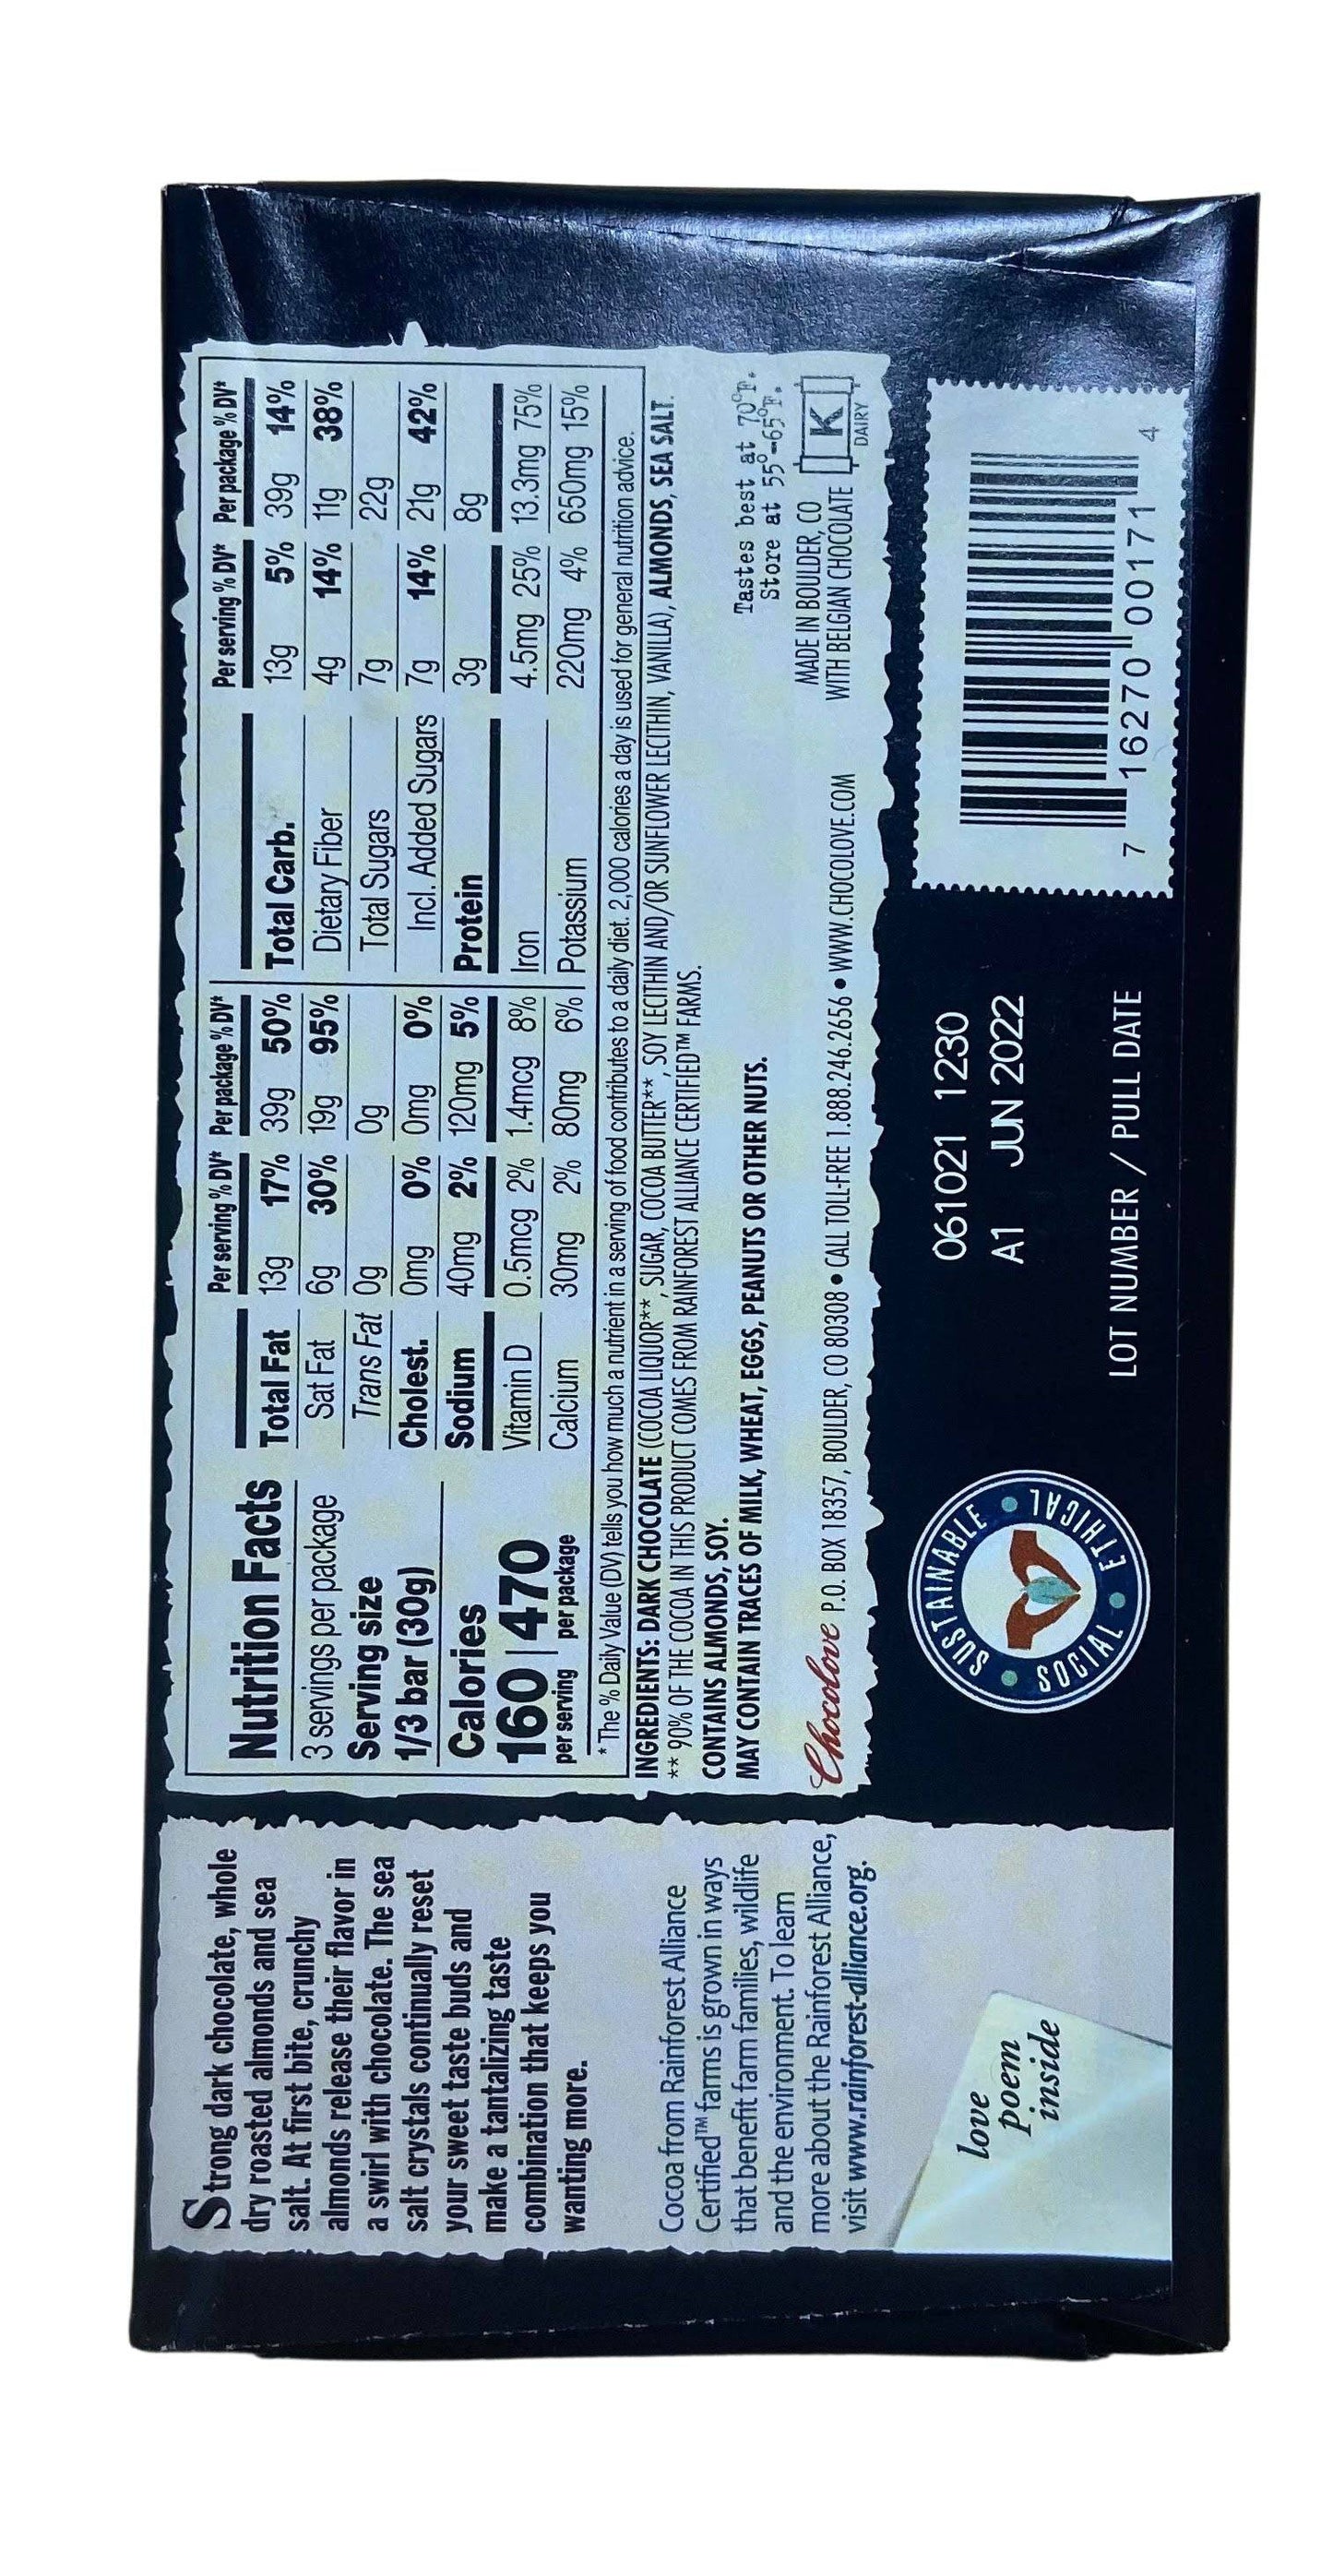 Strong dark chocolate, whole
dry roasted almonds and sea
salt. At first bite, crunchy
almonds release their flavor in
a swirl with chocolate. The sea
salt crystals continually reset
your sweet taste buds and
make a tantalizing taste
combination that keeps you
wanting more.
Cocoa from Rainforest Alliance
Certified™ farms is grown in ways
that benefit farm families, wildlife
and the environment. To learn
more about the Rainforest Alliance,
visit www.rainforest-alliance.org.
love
poem
inside
Nutrition Facts
3 servings per package
Serving size
1/3 bar (30g)
Calories
160 | 470
per serving per package
Per serving % DV* Per package % DV*
Total Fat 13g 17% 39g 50%
Sat Fat 6g 30% 19g 95%
Trans Fat 0g 0g
Cholest. 0mg 0% 0mg 0%
Sodium 40mg 2% 120mg 5%
Vitamin D 0.5mcg 2% 1.4mcg 8%
Calcium 30mg 2% 80mg 6%
Per serving % DV* Per package % DV*
Total Carb. 13g 5% 39g 14%
Dietary Fiber 4g 14% 11g 38%
Total Sugars 7g 22g
Incl. Added Sugars 7g 14% 21g 42%
Protein 3g 8g
Iron 4.5mg 25% 13.3mg 75%
Potassium 220mg 4% 650mg 15%
* The % Daily Value (DV) tells you how much a nutrient in a serving of food contributes to a daily diet. 2,000 calories a day is used for general nutrition advice.
INGREDIENTS: DARK CHOCOLATE (COCOA LIQUOR**, SUGAR, COCOA BUTTER**, SOY LECITHIN AND/OR SUNFLOWER LECITHIN, VANILLA), ALMONDS, SEA SALT.
** 90% OF THE COCOA IN THIS PRODUCT COMES FROM RAINFOREST ALLIANCE CERTIFIED™ FARMS.
CONTAINS ALMONDS, SOY.
MAY CONTAIN TRACES OF MILK, WHEAT, EGGS, PEANUTS OR OTHER NUTS.
Tastes best at 70°F.
Store at 55°-65°F.
MADE IN BOULDER, CO
WITH BELGIAN CHOCOLATE
K
DAIRY
Chocolove P.O. BOX 18357, BOULDER, CO 80308 • CALL TOLL-FREE 1.888.246.2656 • WWW.CHOCOLOVE.COM
SUSTAINABLE • ETHICAL • SOCIAL •
061021 1230
A1 JUN 2022
LOT NUMBER / PULL DATE
7 16270 00171 4